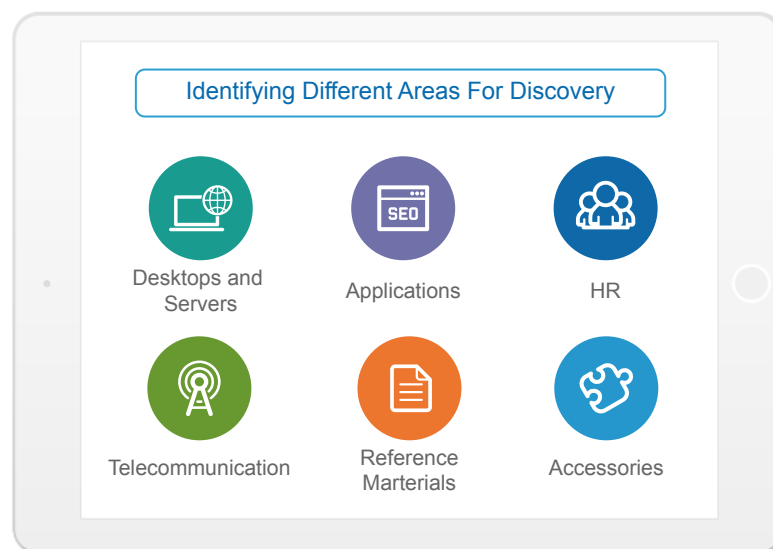 Identifying Different Areas For Discovery
SEO
Desktops and
Servers
Applications
HR
Telecommunication
Reference
Marterials
Accessories